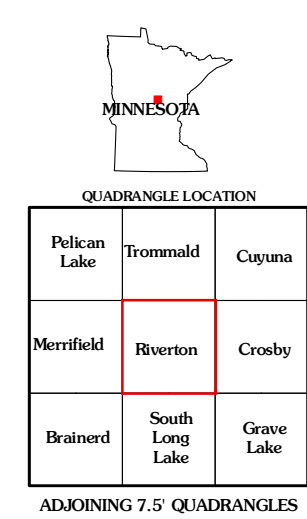 MINNESOTA
QUADRANGLE LOCATION
Pelican
Lake
Trommald
Cuyuna
Merrifield
Riverton
Crosby
Brainerd
South
Long
Lake
Grave
Lake
ADJOINING 7.5' QUADRANGLES